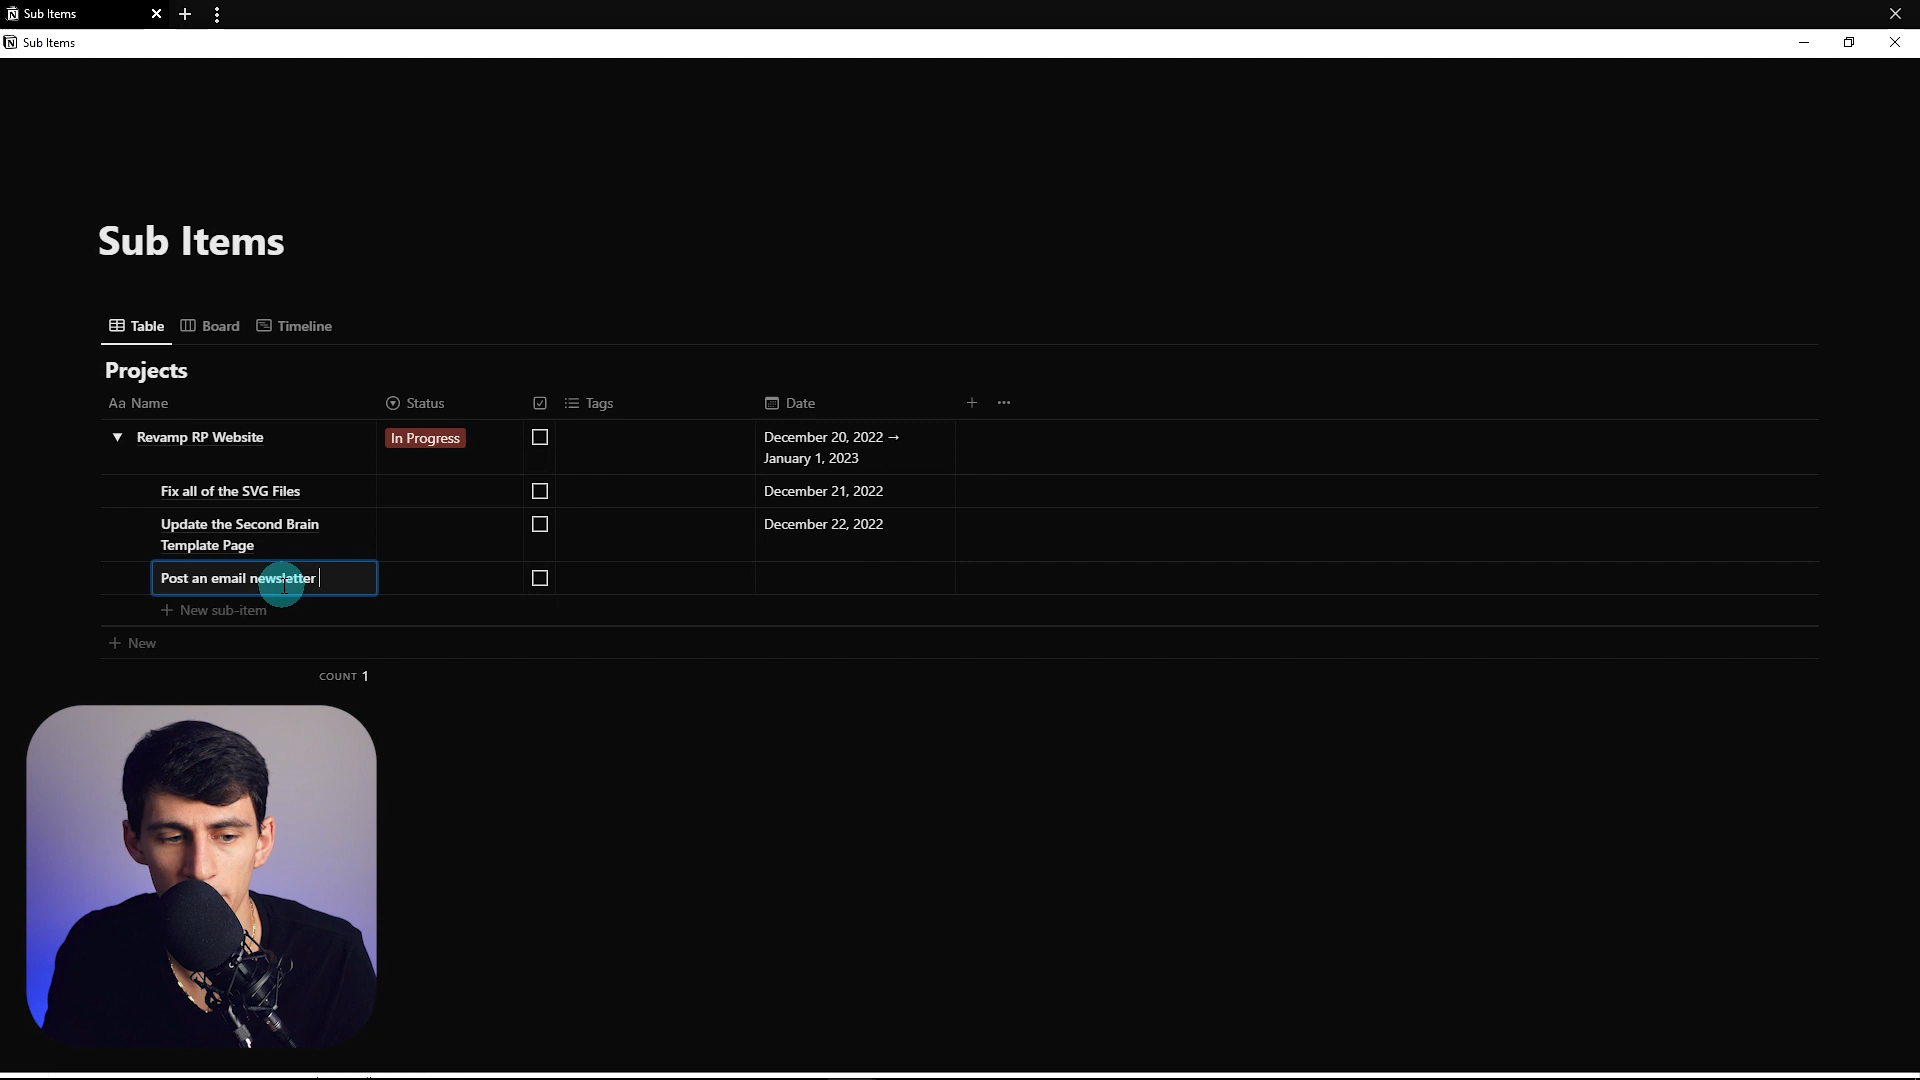 Sub Items
Sub Items
Sub Items
Table Board Timeline
Projects
Aa Name Status Tags Date
Revamp RP Website In Progress December 20, 2022 →
January 1, 2023
Fix all of the SVG Files December 21, 2022
Update the Second Brain December 22, 2022
Template Page
Post an email newsletter
+ New sub-item
+ New
COUNT 1